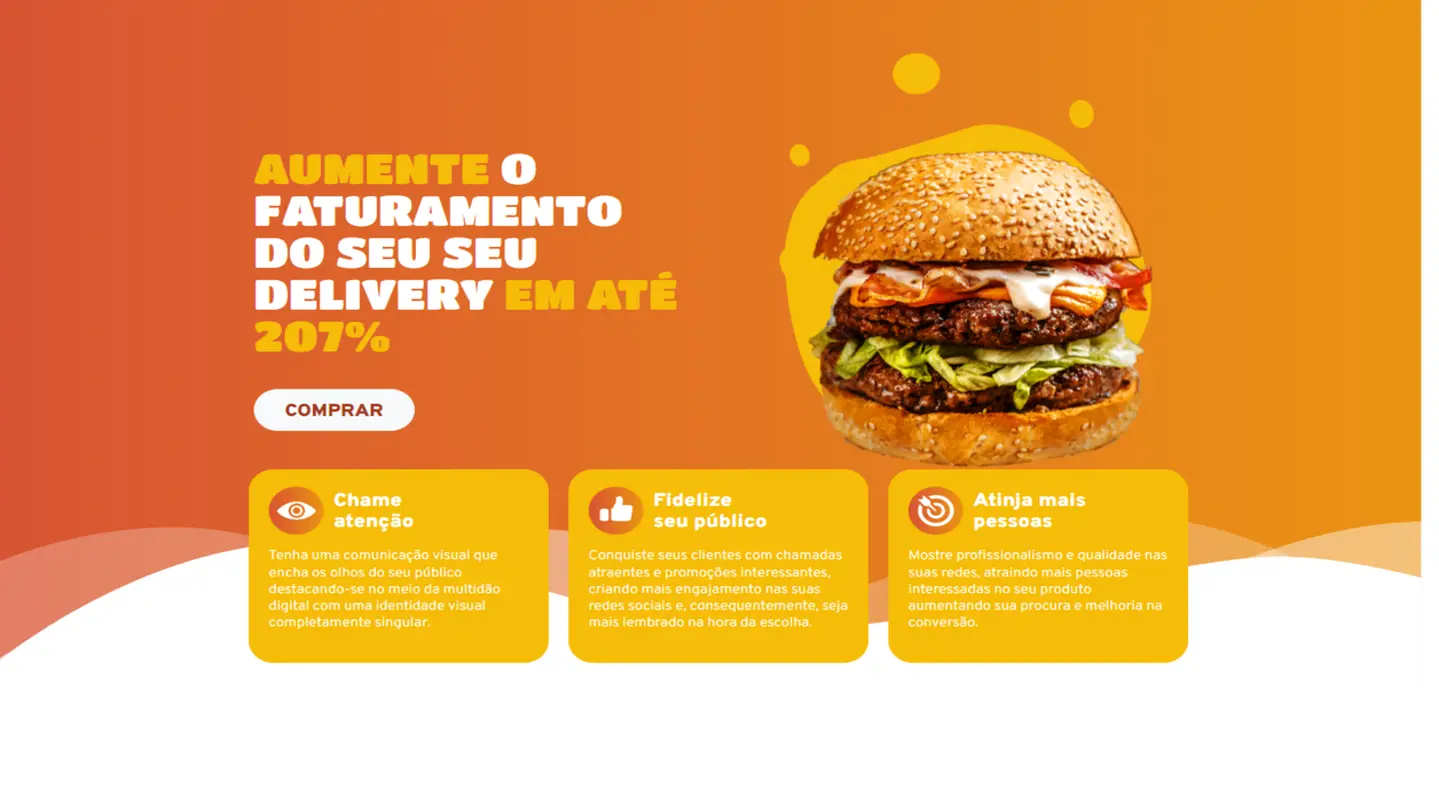 AUMENTE O
FATURAMENTO
DO SEU SEU
DELIVERY EM ATÉ
207%
COMPRAR
Chame
atenção
Tenha uma comunicação visual que
encha os olhos do seu público
destacando-se no meio da multidão
digital com uma identidade visual
completamente singular.
Fidelize
seu público
Conquiste seus clientes com chamadas
atraentes e promoções interessantes,
criando mais engajamento nas suas
redes sociais e, consequentemente, seja
mais lembrado na hora da escolha.
Atinja mais
pessoas
Mostre profissionalismo e qualidade nas
suas redes, atraindo mais pessoas
interessadas no seu produto
aumentando sua procura e melhoria na
conversão.